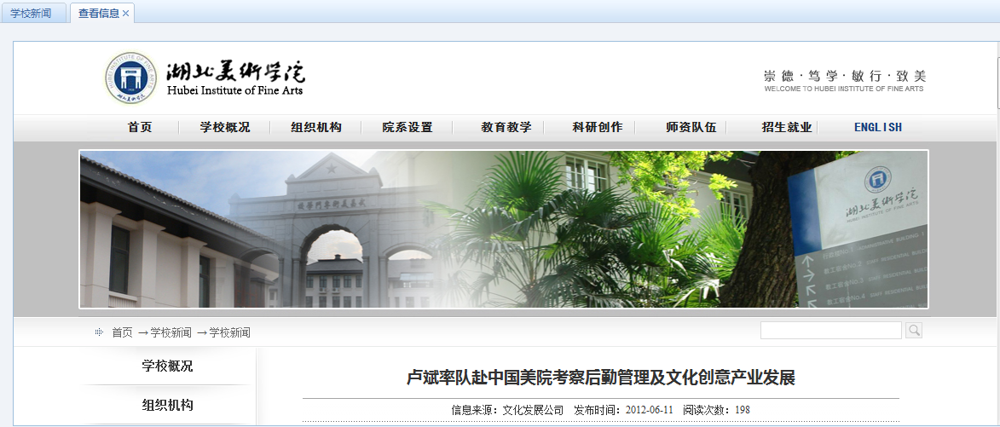 学校新闻 查看信息
湖北美術学院
Hubei Institute of Fine Arts
崇德·笃学·敏行·致美
WELCOME TO HUBEI INSTITUTE OF FINE ARTS
首页 学校概况 组织机构 院系设置 教育教学 科研创作 师资队伍 招生就业 ENGLISH
湖北美術学院
HUBEI INSTITUTE OF FINE ARTS
首页 →学校新闻 →学校新闻
学校概况
组织机构
卢斌率队赴中国美院考察后勤管理及文化创意产业发展
信息来源：文化发展公司 发布时间：2012-06-11 阅读次数：198